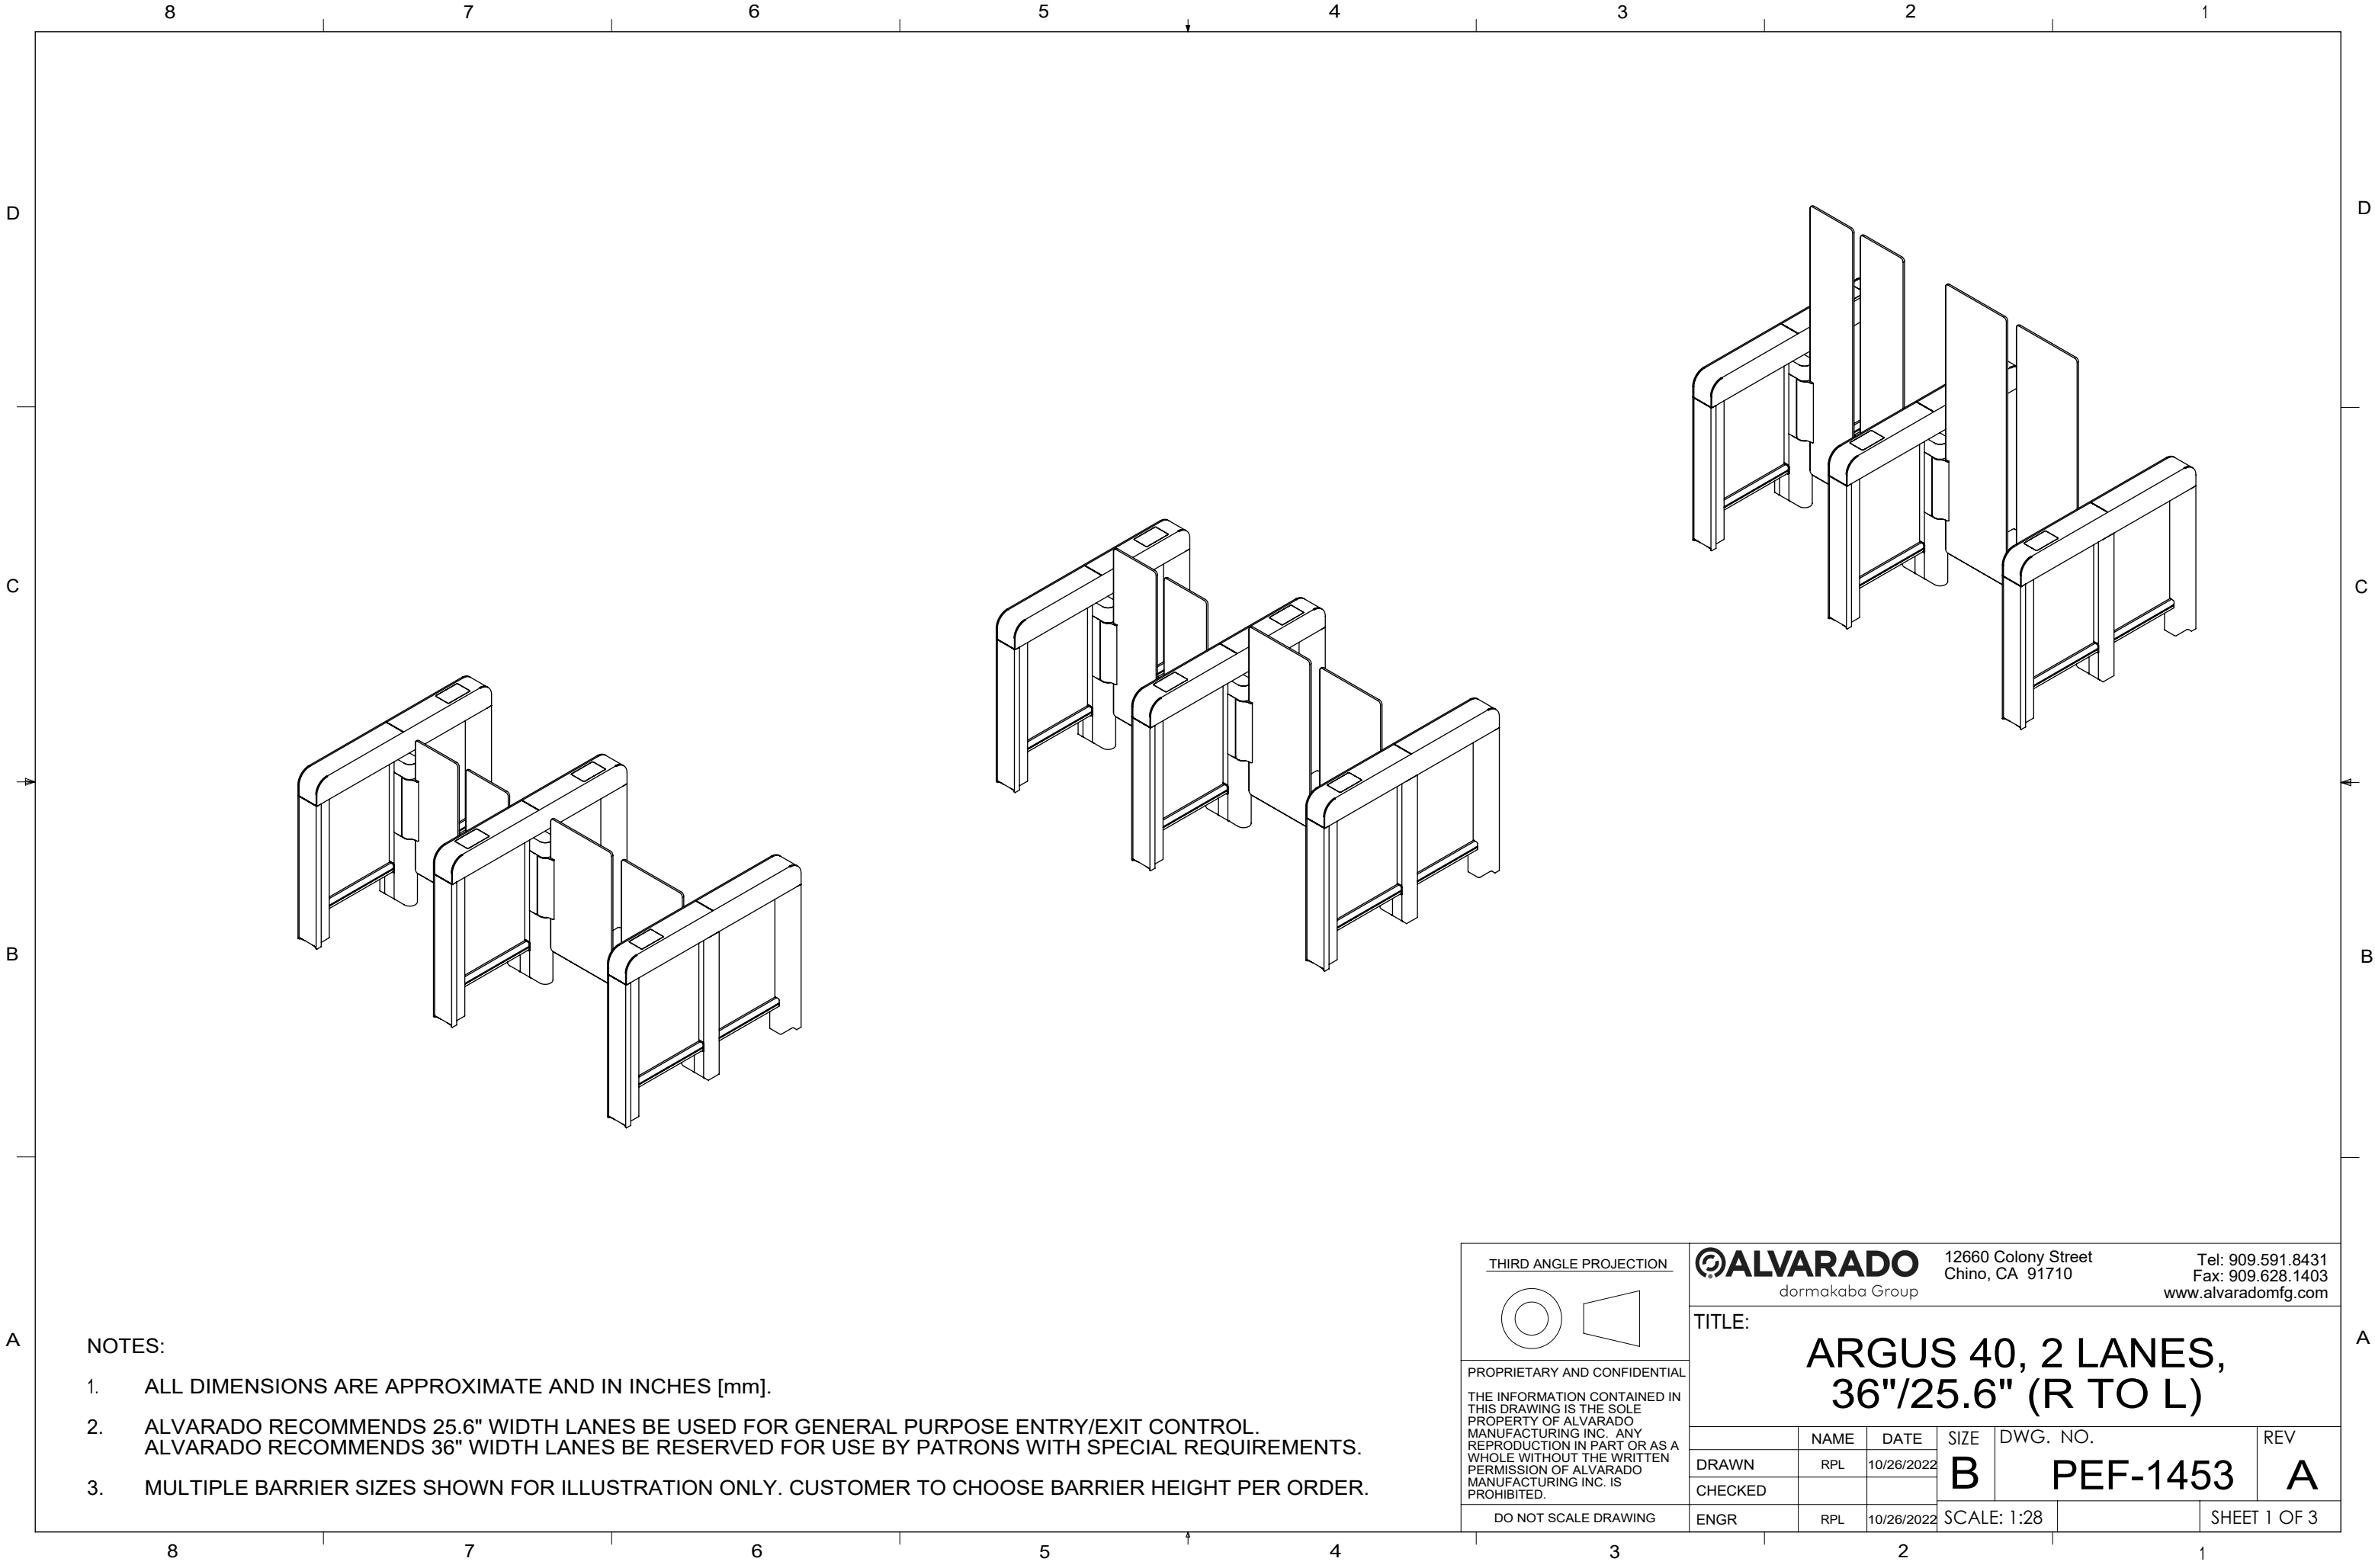 8 7 6 5 4 3 2 1
D D
C C
B B
A A
NOTES:
1. ALL DIMENSIONS ARE APPROXIMATE AND IN INCHES [mm].
2. ALVARADO RECOMMENDS 25.6" WIDTH LANES BE USED FOR GENERAL PURPOSE ENTRY/EXIT CONTROL.
ALVARADO RECOMMENDS 36" WIDTH LANES BE RESERVED FOR USE BY PATRONS WITH SPECIAL REQUIREMENTS.
3. MULTIPLE BARRIER SIZES SHOWN FOR ILLUSTRATION ONLY. CUSTOMER TO CHOOSE BARRIER HEIGHT PER ORDER.
THIRD ANGLE PROJECTION
PROPRIETARY AND CONFIDENTIAL
THE INFORMATION CONTAINED IN
THIS DRAWING IS THE SOLE
PROPERTY OF ALVARADO
MANUFACTURING INC. ANY
REPRODUCTION IN PART OR AS A
WHOLE WITHOUT THE WRITTEN
PERMISSION OF ALVARADO
MANUFACTURING INC. IS
PROHIBITED.
DO NOT SCALE DRAWING
ALVARADO
dormakaba Group
12660 Colony Street
Chino, CA 91710
Tel: 909.591.8431
Fax: 909.628.1403
www.alvaradomfg.com
TITLE:
ARGUS 40, 2 LANES,
36"/25.6" (R TO L)
NAME DATE
DRAWN RPL 10/26/2022
CHECKED
ENGR RPL 10/26/2022
SIZE
B
DWG. NO.
PEF-1453
REV
A
SCALE: 1:28
SHEET 1 OF 3
8 7 6 5 4 3 2 1